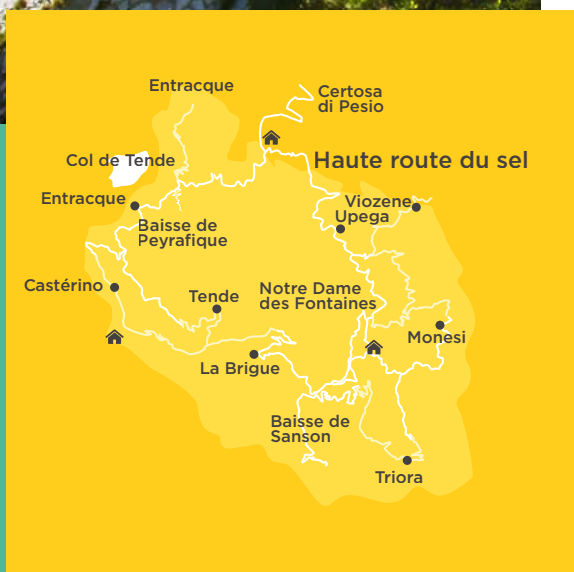 Entracque
Certosa
di Pesio
Col de Tende
Haute route du sel
Entracque
Viozene
Upega
Baisse de
Peyrafique
Castérino
Tende
Notre Dame
des Fontaines
Monesi
La Brigue
Baisse de
Sanson
Triora